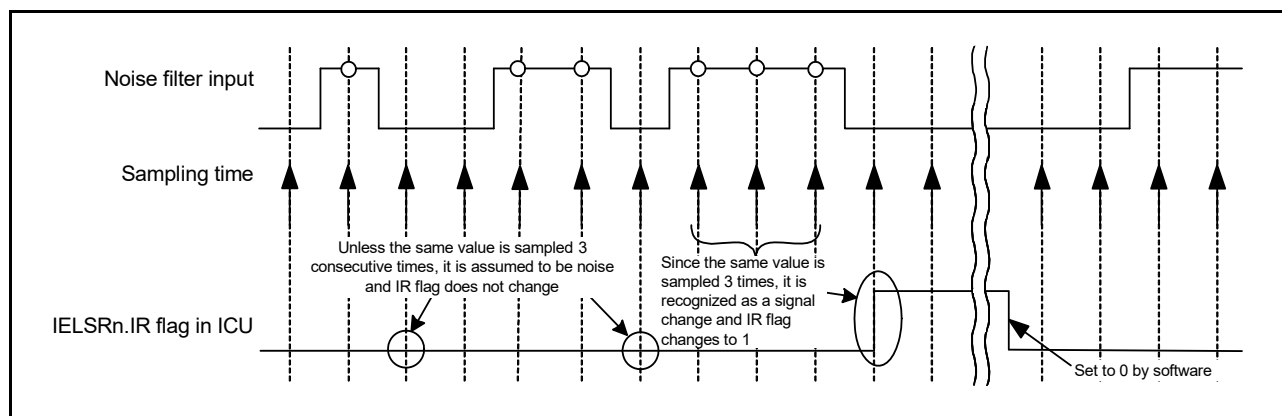 Noise filter input
Sampling time
Unless the same value is sampled 3
consecutive times, it is assumed to be noise
and IR flag does not change
Since the same value is
sampled 3 times, it is
recognized as a signal
change and IR flag
changes to 1
IELSRn.IR flag in ICU
Set to 0 by software